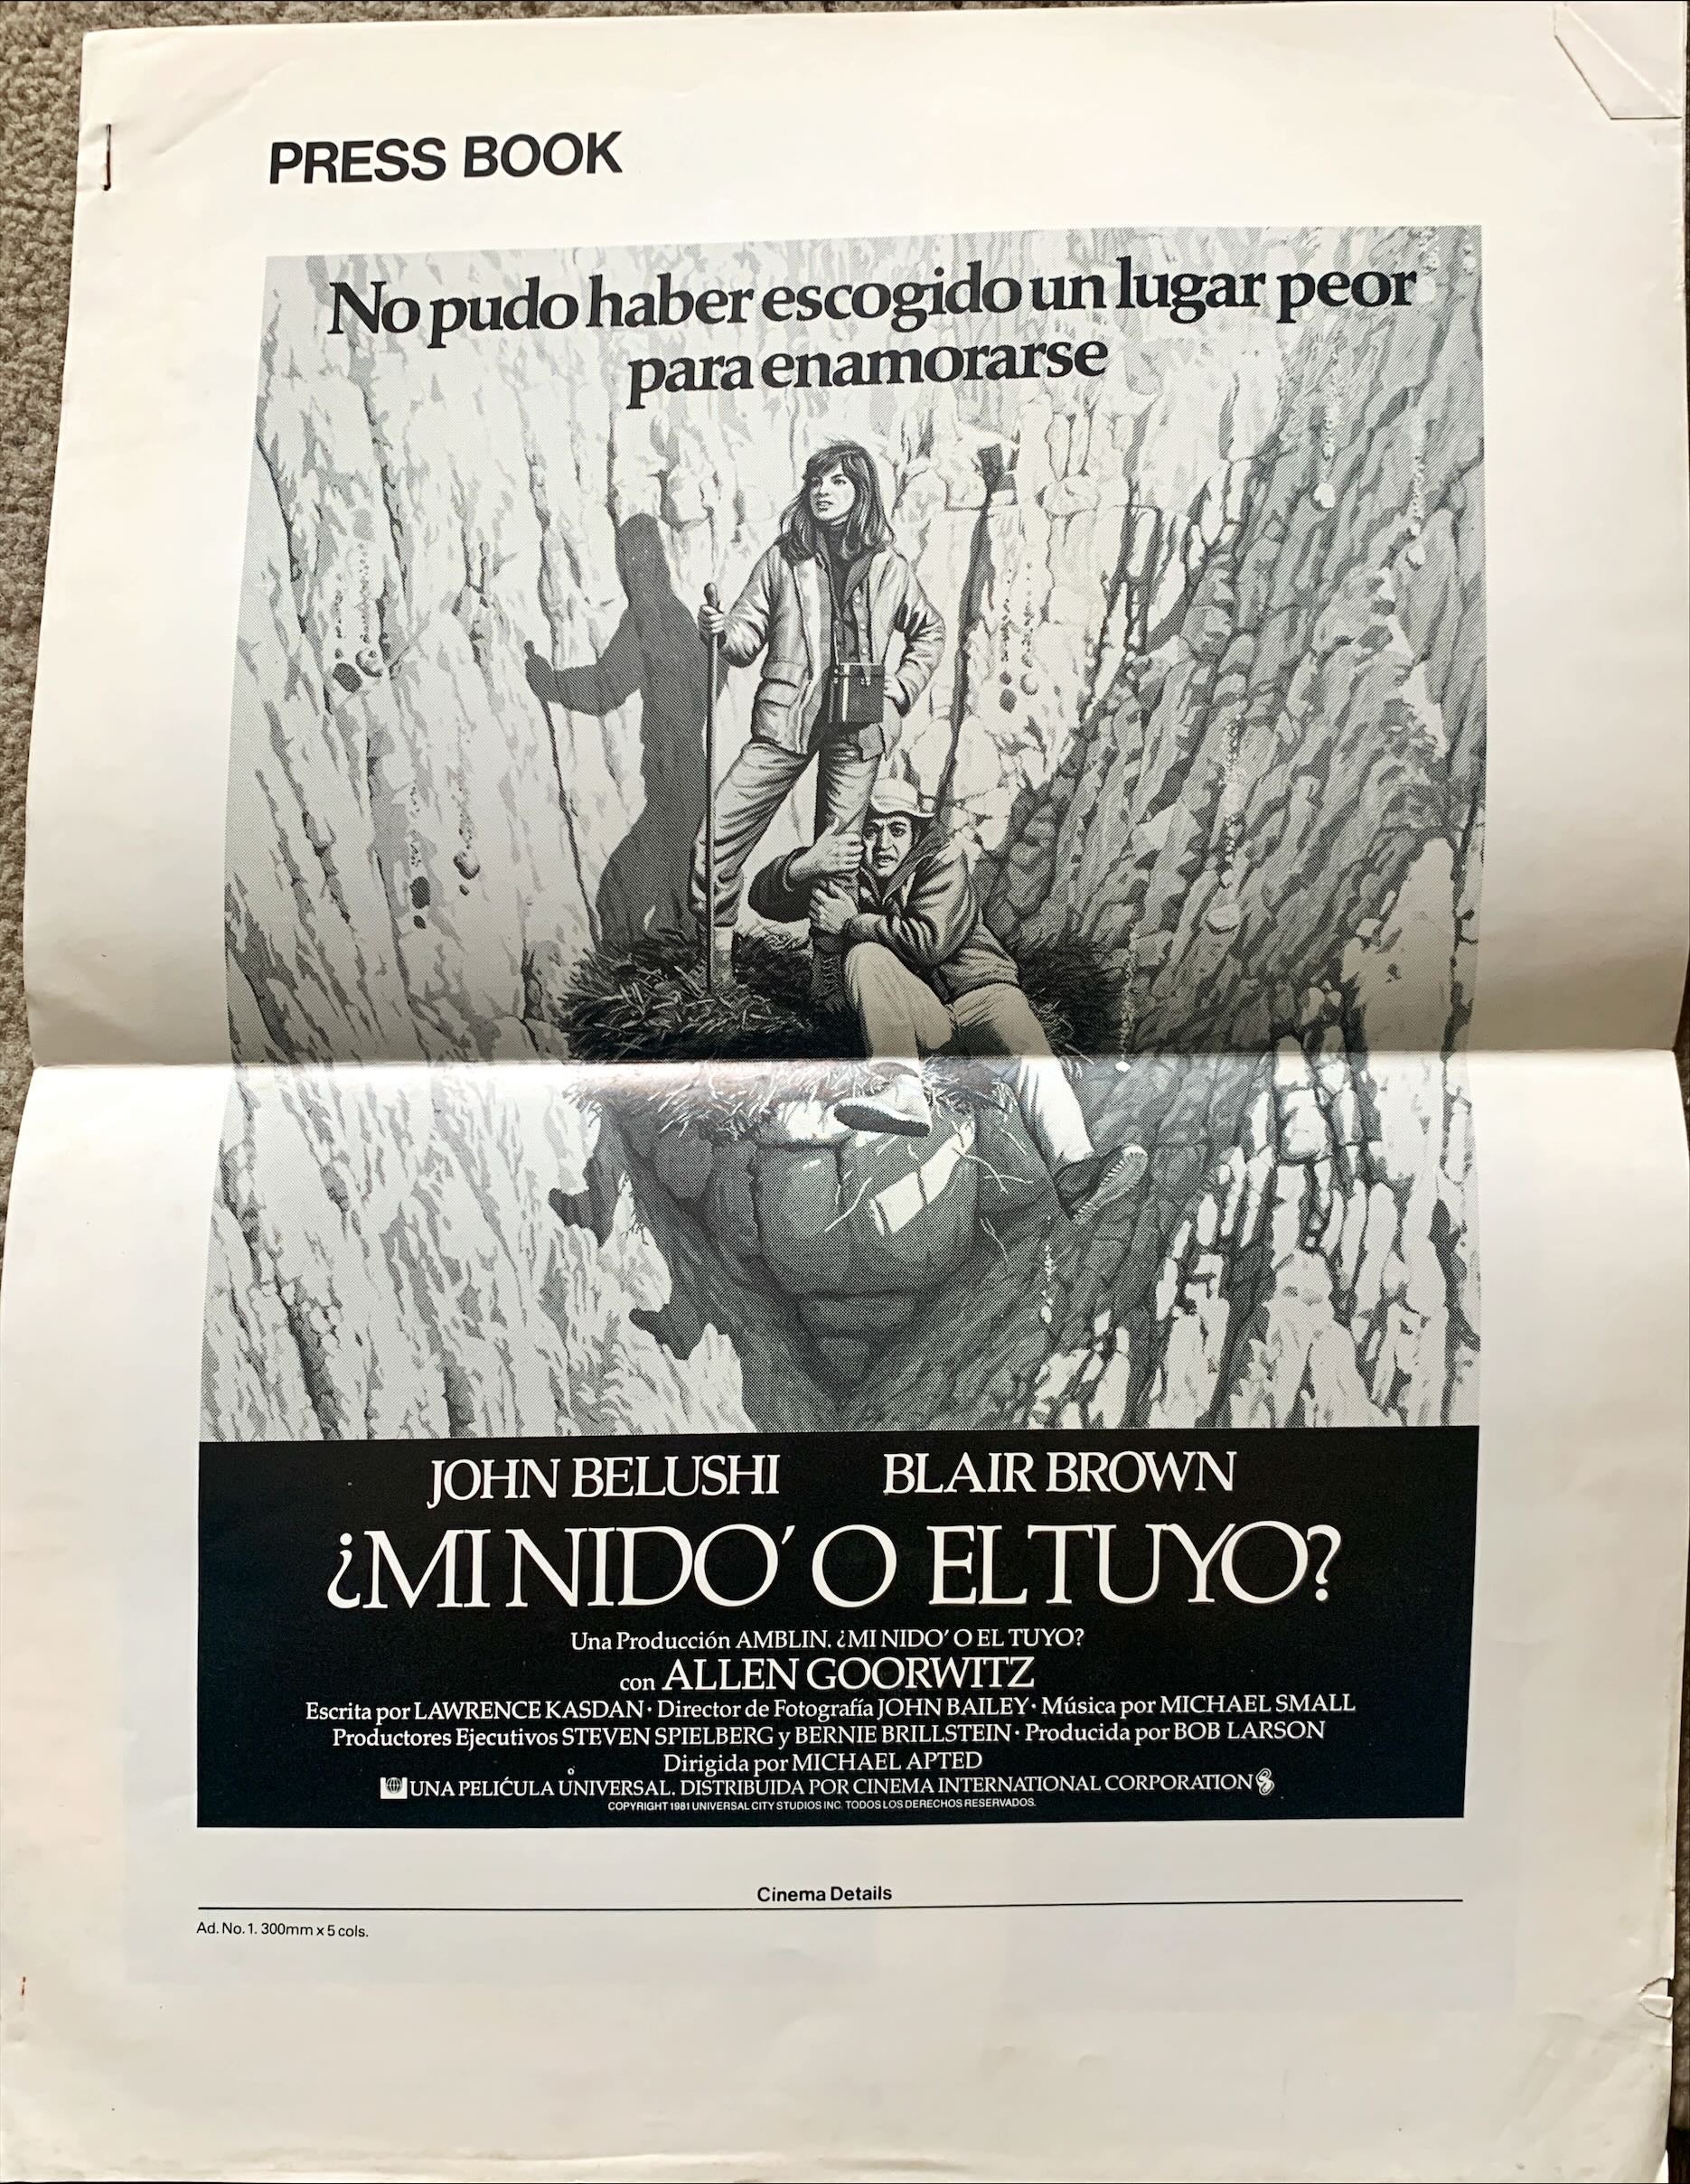 PRESS BOOK
No pudo haber escogido un lugar peor
para enamorarse
JOHN BELUSHI BLAIR BROWN
¿MI NIDO' O EL TUYO?
Una Producción AMBLIN. ¿MI NIDO' O EL TUYO?
con ALLEN GOORWITZ
Escrita por LAWRENCE KASDAN · Director de Fotografía JOHN BAILEY · Música por MICHAEL SMALL
Productores Ejecutivos STEVEN SPIELBERG y BERNIE BRILLSTEIN · Producida por BOB LARSON
Dirigida por MICHAEL APTED
UNA PELIĆULA UNIVERSAL. DISTRIBUIDA POR CINEMA INTERNATIONAL CORPORATION
COPYRIGHT 1981 UNIVERSAL CITY STUDIOS INC. TODOS LOS DERECHOS RESERVADOS.
Cinema Details
Ad. No. 1. 300mm x 5 cols.